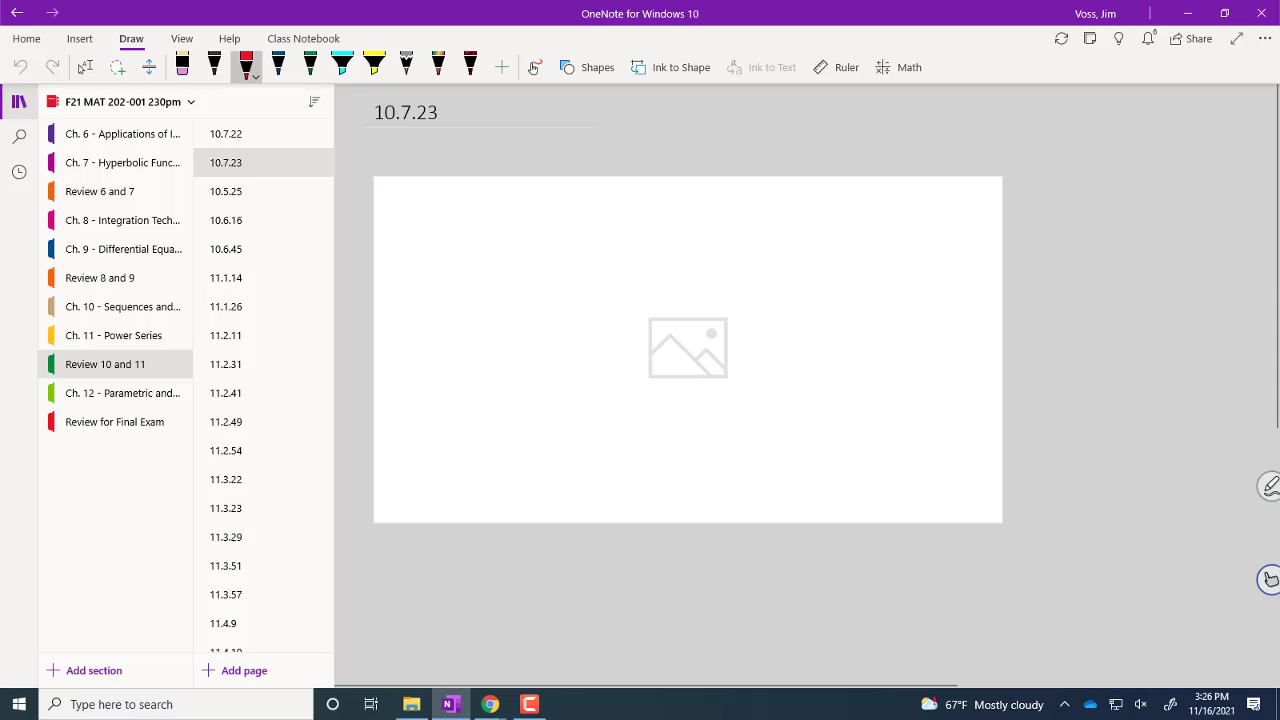 OneNote for Windows 10
Voss, Jim
Home
Insert
Draw
View
Help
Class Notebook
Share
Shapes
Ink to Shape
Ink to Text
Ruler
Math
F21 MAT 202-001 230pm
Ch. 6 - Applications of I...
Ch. 7 - Hyperbolic Func...
Review 6 and 7
Ch. 8 - Integration Tech...
Ch. 9 - Differential Equa...
Review 8 and 9
Ch. 10 - Sequences and...
Ch. 11 - Power Series
Review 10 and 11
Ch. 12 - Parametric and...
Review for Final Exam
Add section
10.7.22
10.7.23
10.5.25
10.6.16
10.6.45
11.1.14
11.1.26
11.2.11
11.2.31
11.2.41
11.2.49
11.2.54
11.3.22
11.3.23
11.3.29
11.3.51
11.3.57
11.4.9
Add page
10.7.23
Type here to search
67°F Mostly cloudy
3:26 PM
11/16/2021